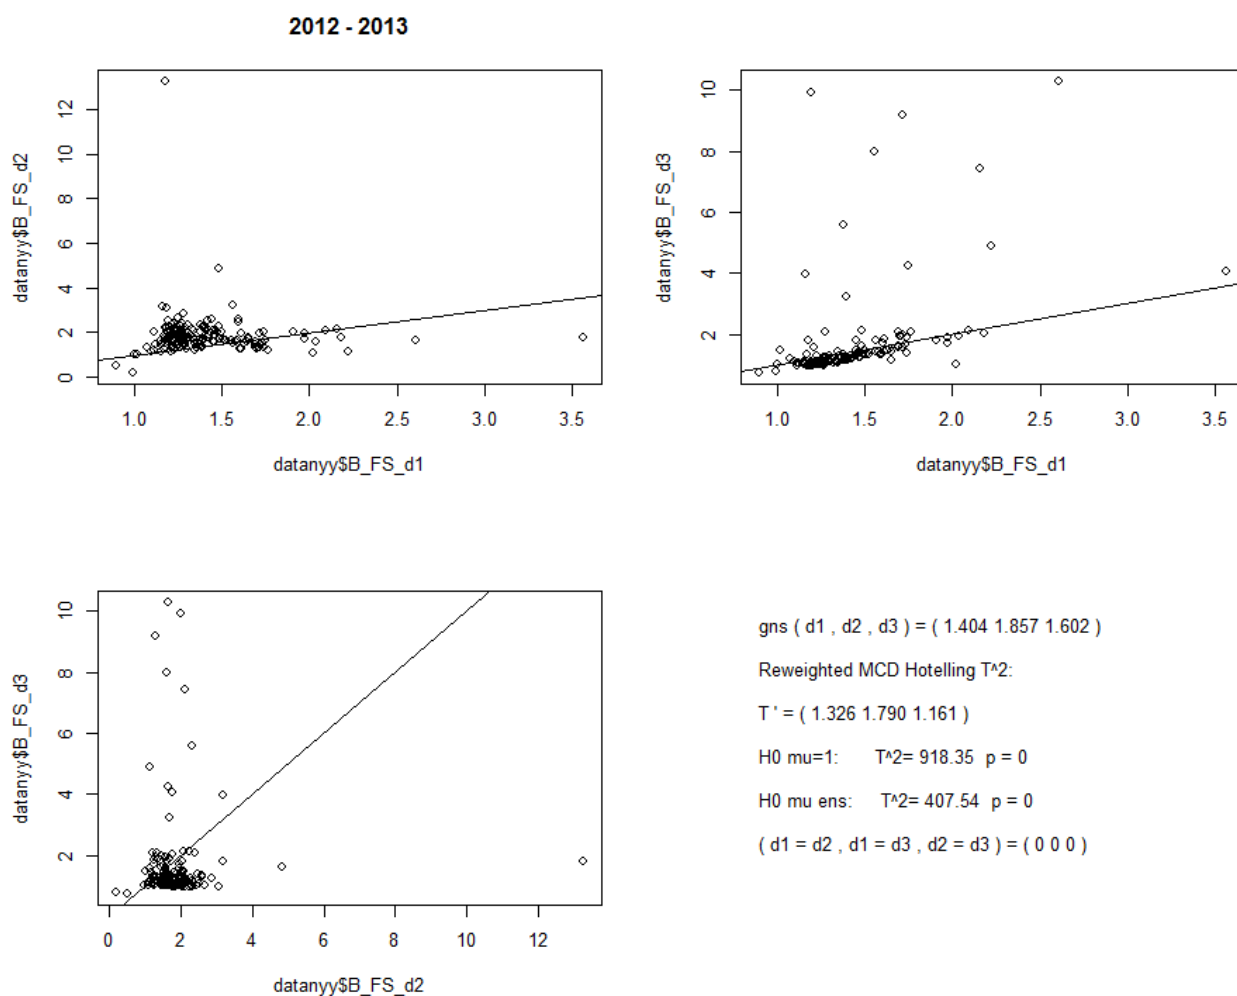 2012 - 2013
datanyy$B_FS_d2
12
10
8
6
4
2
0
1.0 1.5 2.0 2.5 3.0 3.5
datanyy$B_FS_d1
datanyy$B_FS_d3
10
8
6
4
2
1.0 1.5 2.0 2.5 3.0 3.5
datanyy$B_FS_d1
datanyy$B_FS_d3
10
8
6
4
2
0 2 4 6 8 10 12
datanyy$B_FS_d2
gns ( d1 , d2 , d3 ) = ( 1.404 1.857 1.602 )
Reweighted MCD Hotelling T^2:
T ' = ( 1.326 1.790 1.161 )
H0 mu=1: T^2= 918.35 p = 0
H0 mu ens: T^2= 407.54 p = 0
( d1 = d2 , d1 = d3 , d2 = d3 ) = ( 0 0 0 )